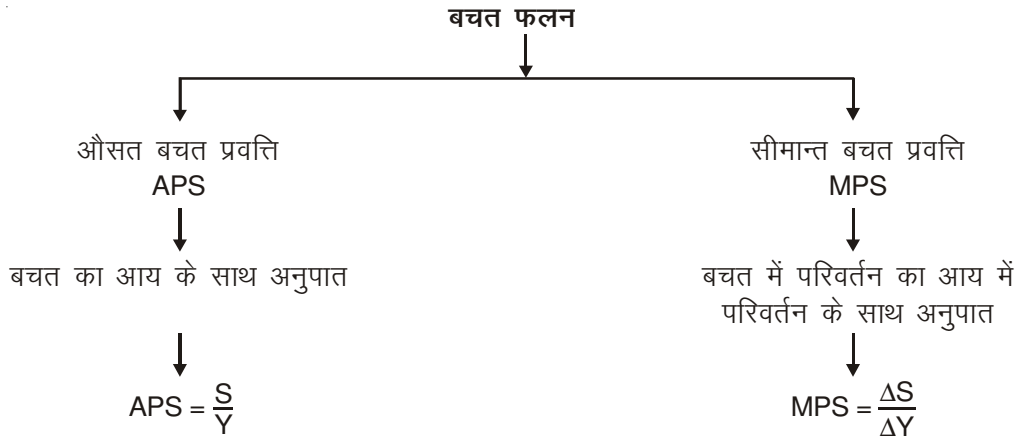 बचत फलन
औसत बचत प्रवत्ति
APS
बचत का आय के साथ अनुपात
APS = S/Y
सीमान्त बचत प्रवत्ति
MPS
बचत में परिवर्तन का आय में
परिवर्तन के साथ अनुपात
MPS = ΔS/ΔY